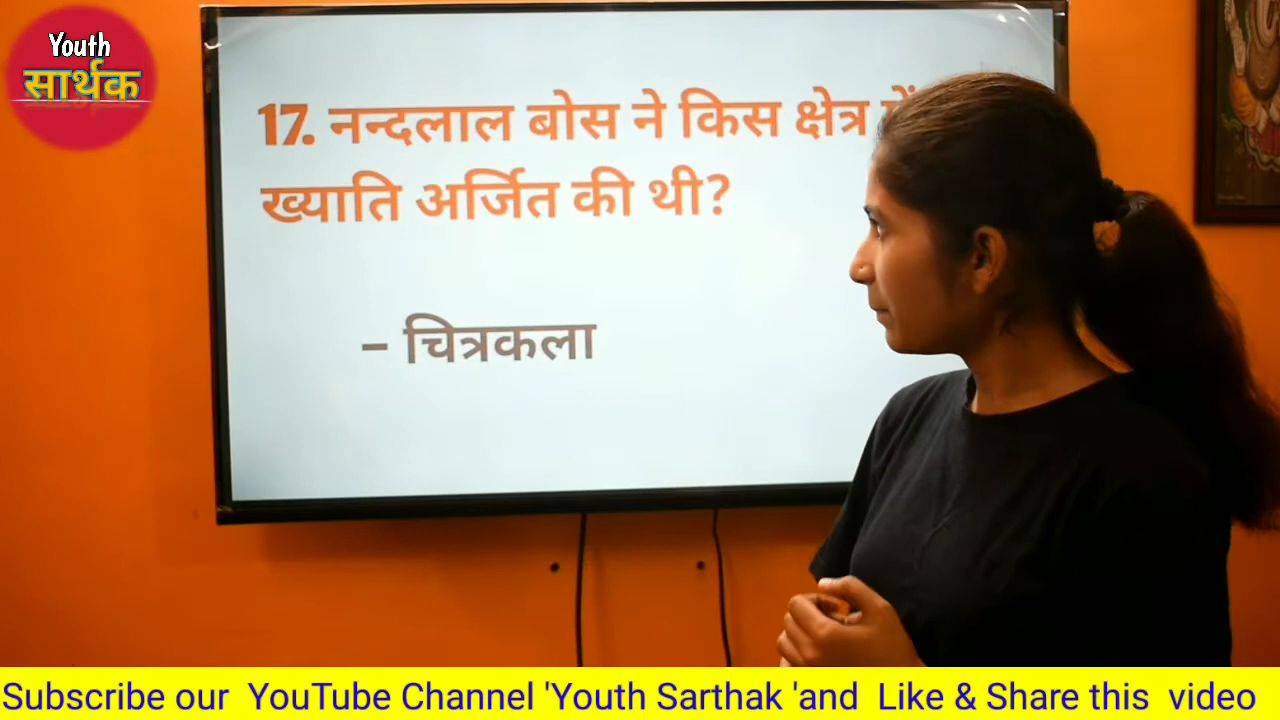 Youth
सार्थक
17. नन्दलाल बोस ने किस क्षेत्र
ख्याति अर्जित की थी?
– चित्रकला
Subscribe our YouTube Channel 'Youth Sarthak 'and Like & Share this video